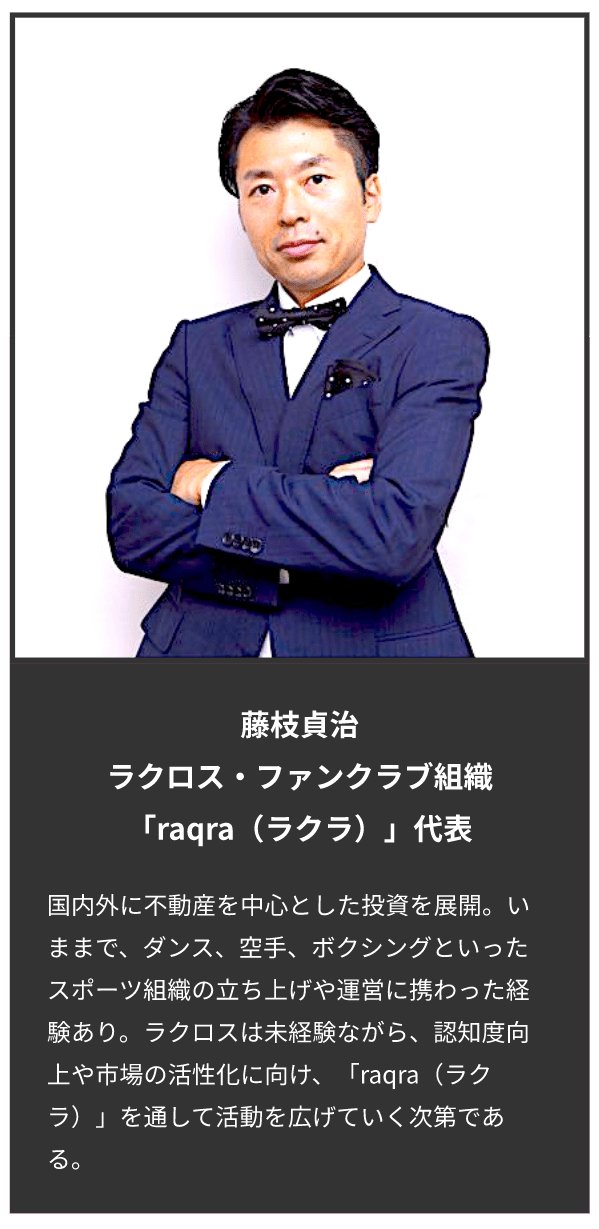 藤枝貞治
ラクロス・ファンクラブ組織
「raqra（ラクラ）」代表
国内外に不動産を中心とした投資を展開。い
ままで、ダンス、空手、ボクシングといった
スポーツ組織の立ち上げや運営に携わった経
験あり。ラクロスは未経験ながら、認知度向
上や市場の活性化に向け、「raqra（ラク
ラ）」を通して活動を広げていく次第であ
る。